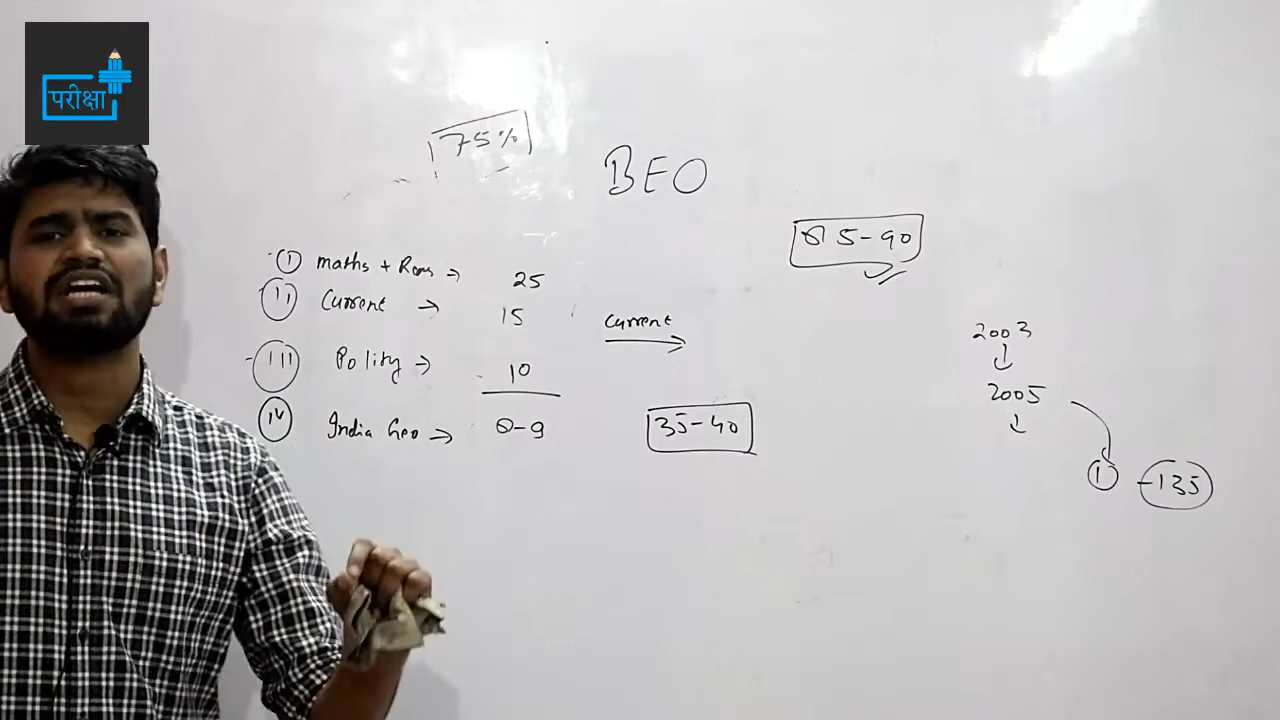 परीक्षा
75%
BEO
85-90
I maths + Reas → 25
II Current → 15
Current →
III Polity → 10
IV India Geo → 8-9
35-40
2003
↓
2005
↓
1 -135